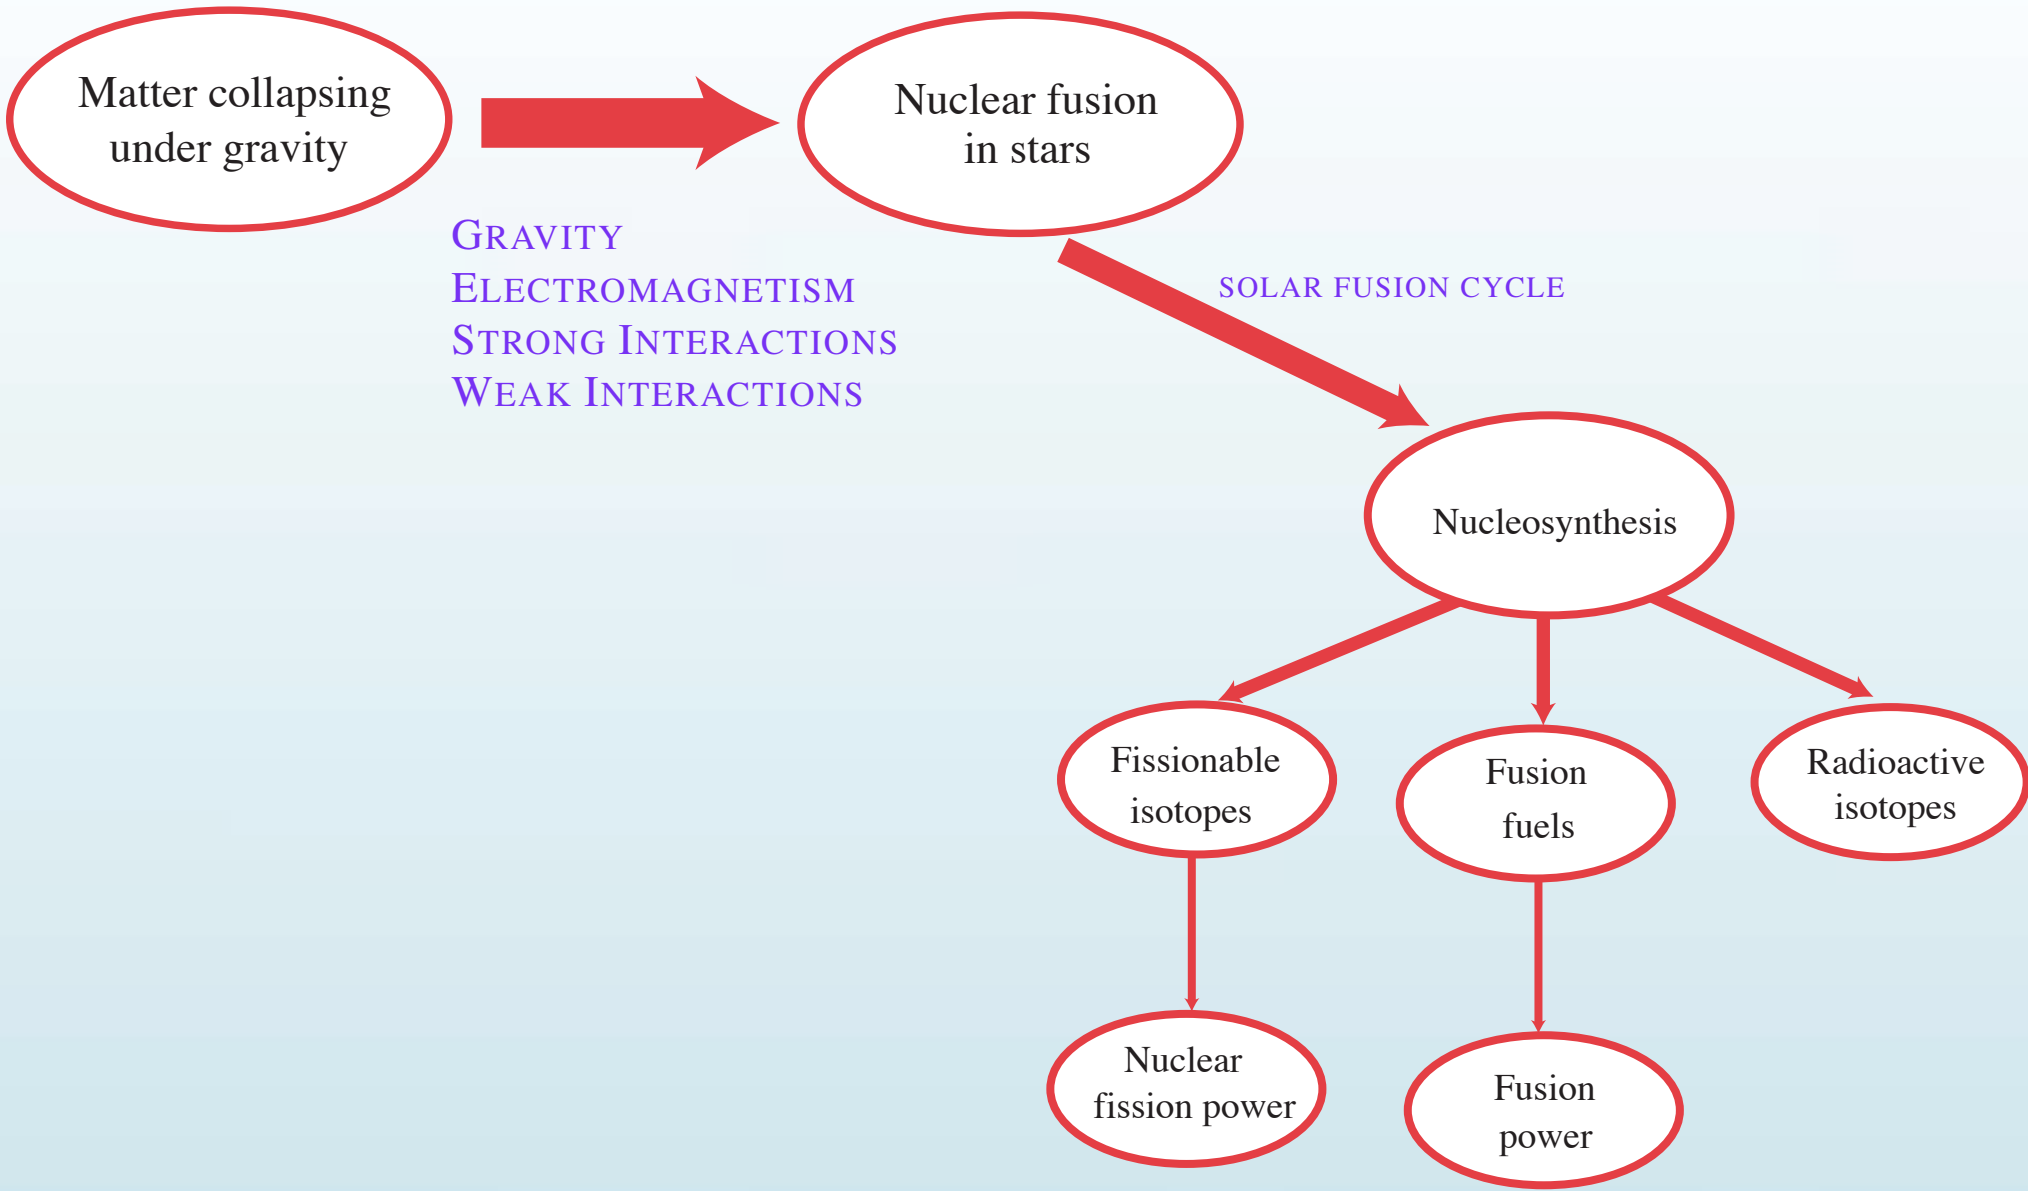 Matter collapsing
under gravity
Nuclear fusion
in stars
GRAVITY
ELECTROMAGNETISM
STRONG INTERACTIONS
WEAK INTERACTIONS
SOLAR FUSION CYCLE
Nucleosynthesis
Fissionable
isotopes
Fusion
fuels
Radioactive
isotopes
Nuclear
fission power
Fusion
power